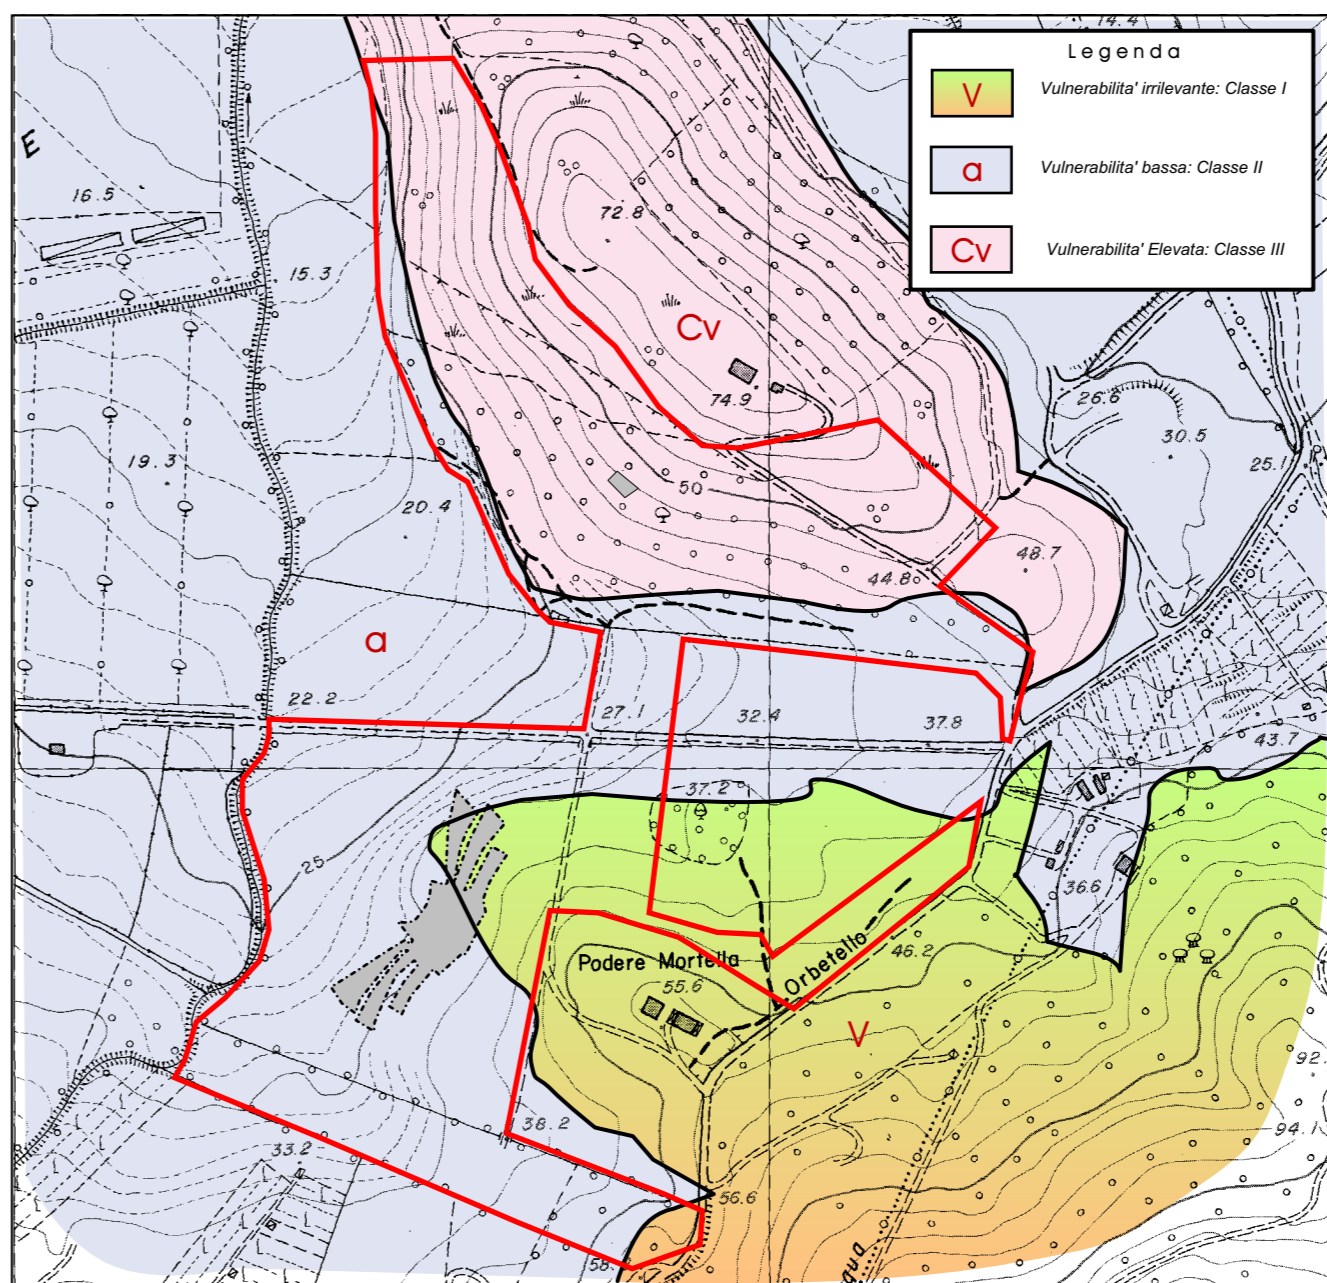 14.4
Legenda
V Vulnerabilita' irrilevante: Classe I
a Vulnerabilita' bassa: Classe II
Cv Vulnerabilita' Elevata: Classe III
E
16.5
72.8
15.3
Cv
74.9
26.6
30.5
19.3
25.1
50
20.4
48.7
44.8
a
22.2
27.1
32.4
37.8
43.7
37.2
25
36.6
46.2
Orbetello
Podere Mortella
55.6
V
92.
38.2
94.1
33.2
56.6
58.